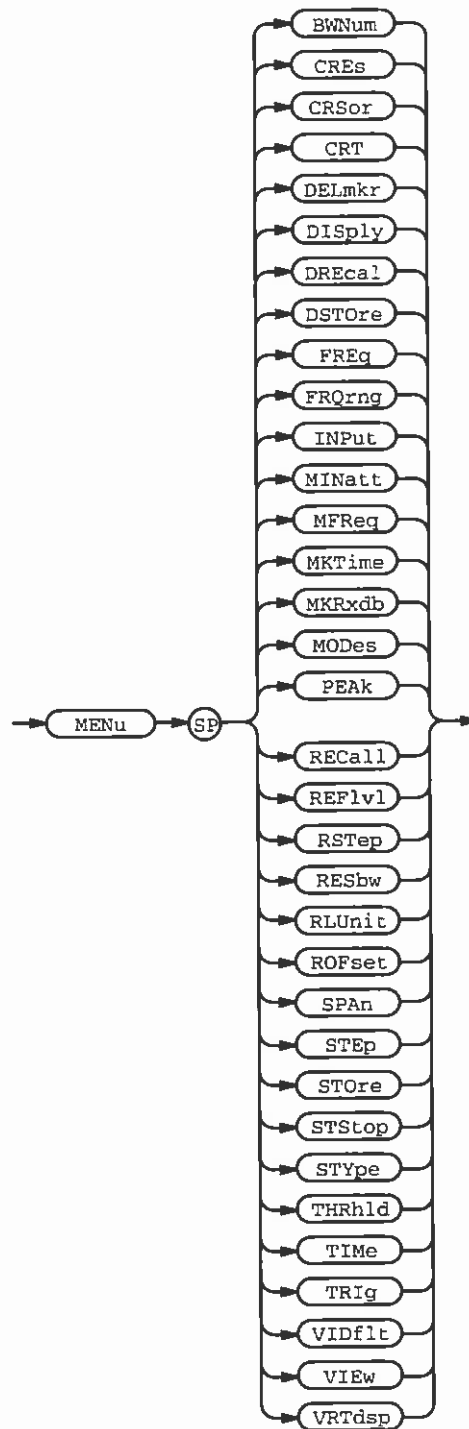 BWNum
CREs
CRSor
CRT
DELmkr
DISply
DREcal
DSTOre
FREq
FRQrng
INPut
MINatt
MFReq
MKTime
MKRxdb
MODes
PEAk
MENu SP
RECall
REFlvl
RSTep
RESbw
RLUnit
ROFset
SPAn
STEp
STOre
STStop
STYpe
THRhld
TIMe
TRIg
VIDflt
VIEw
VRTdsp